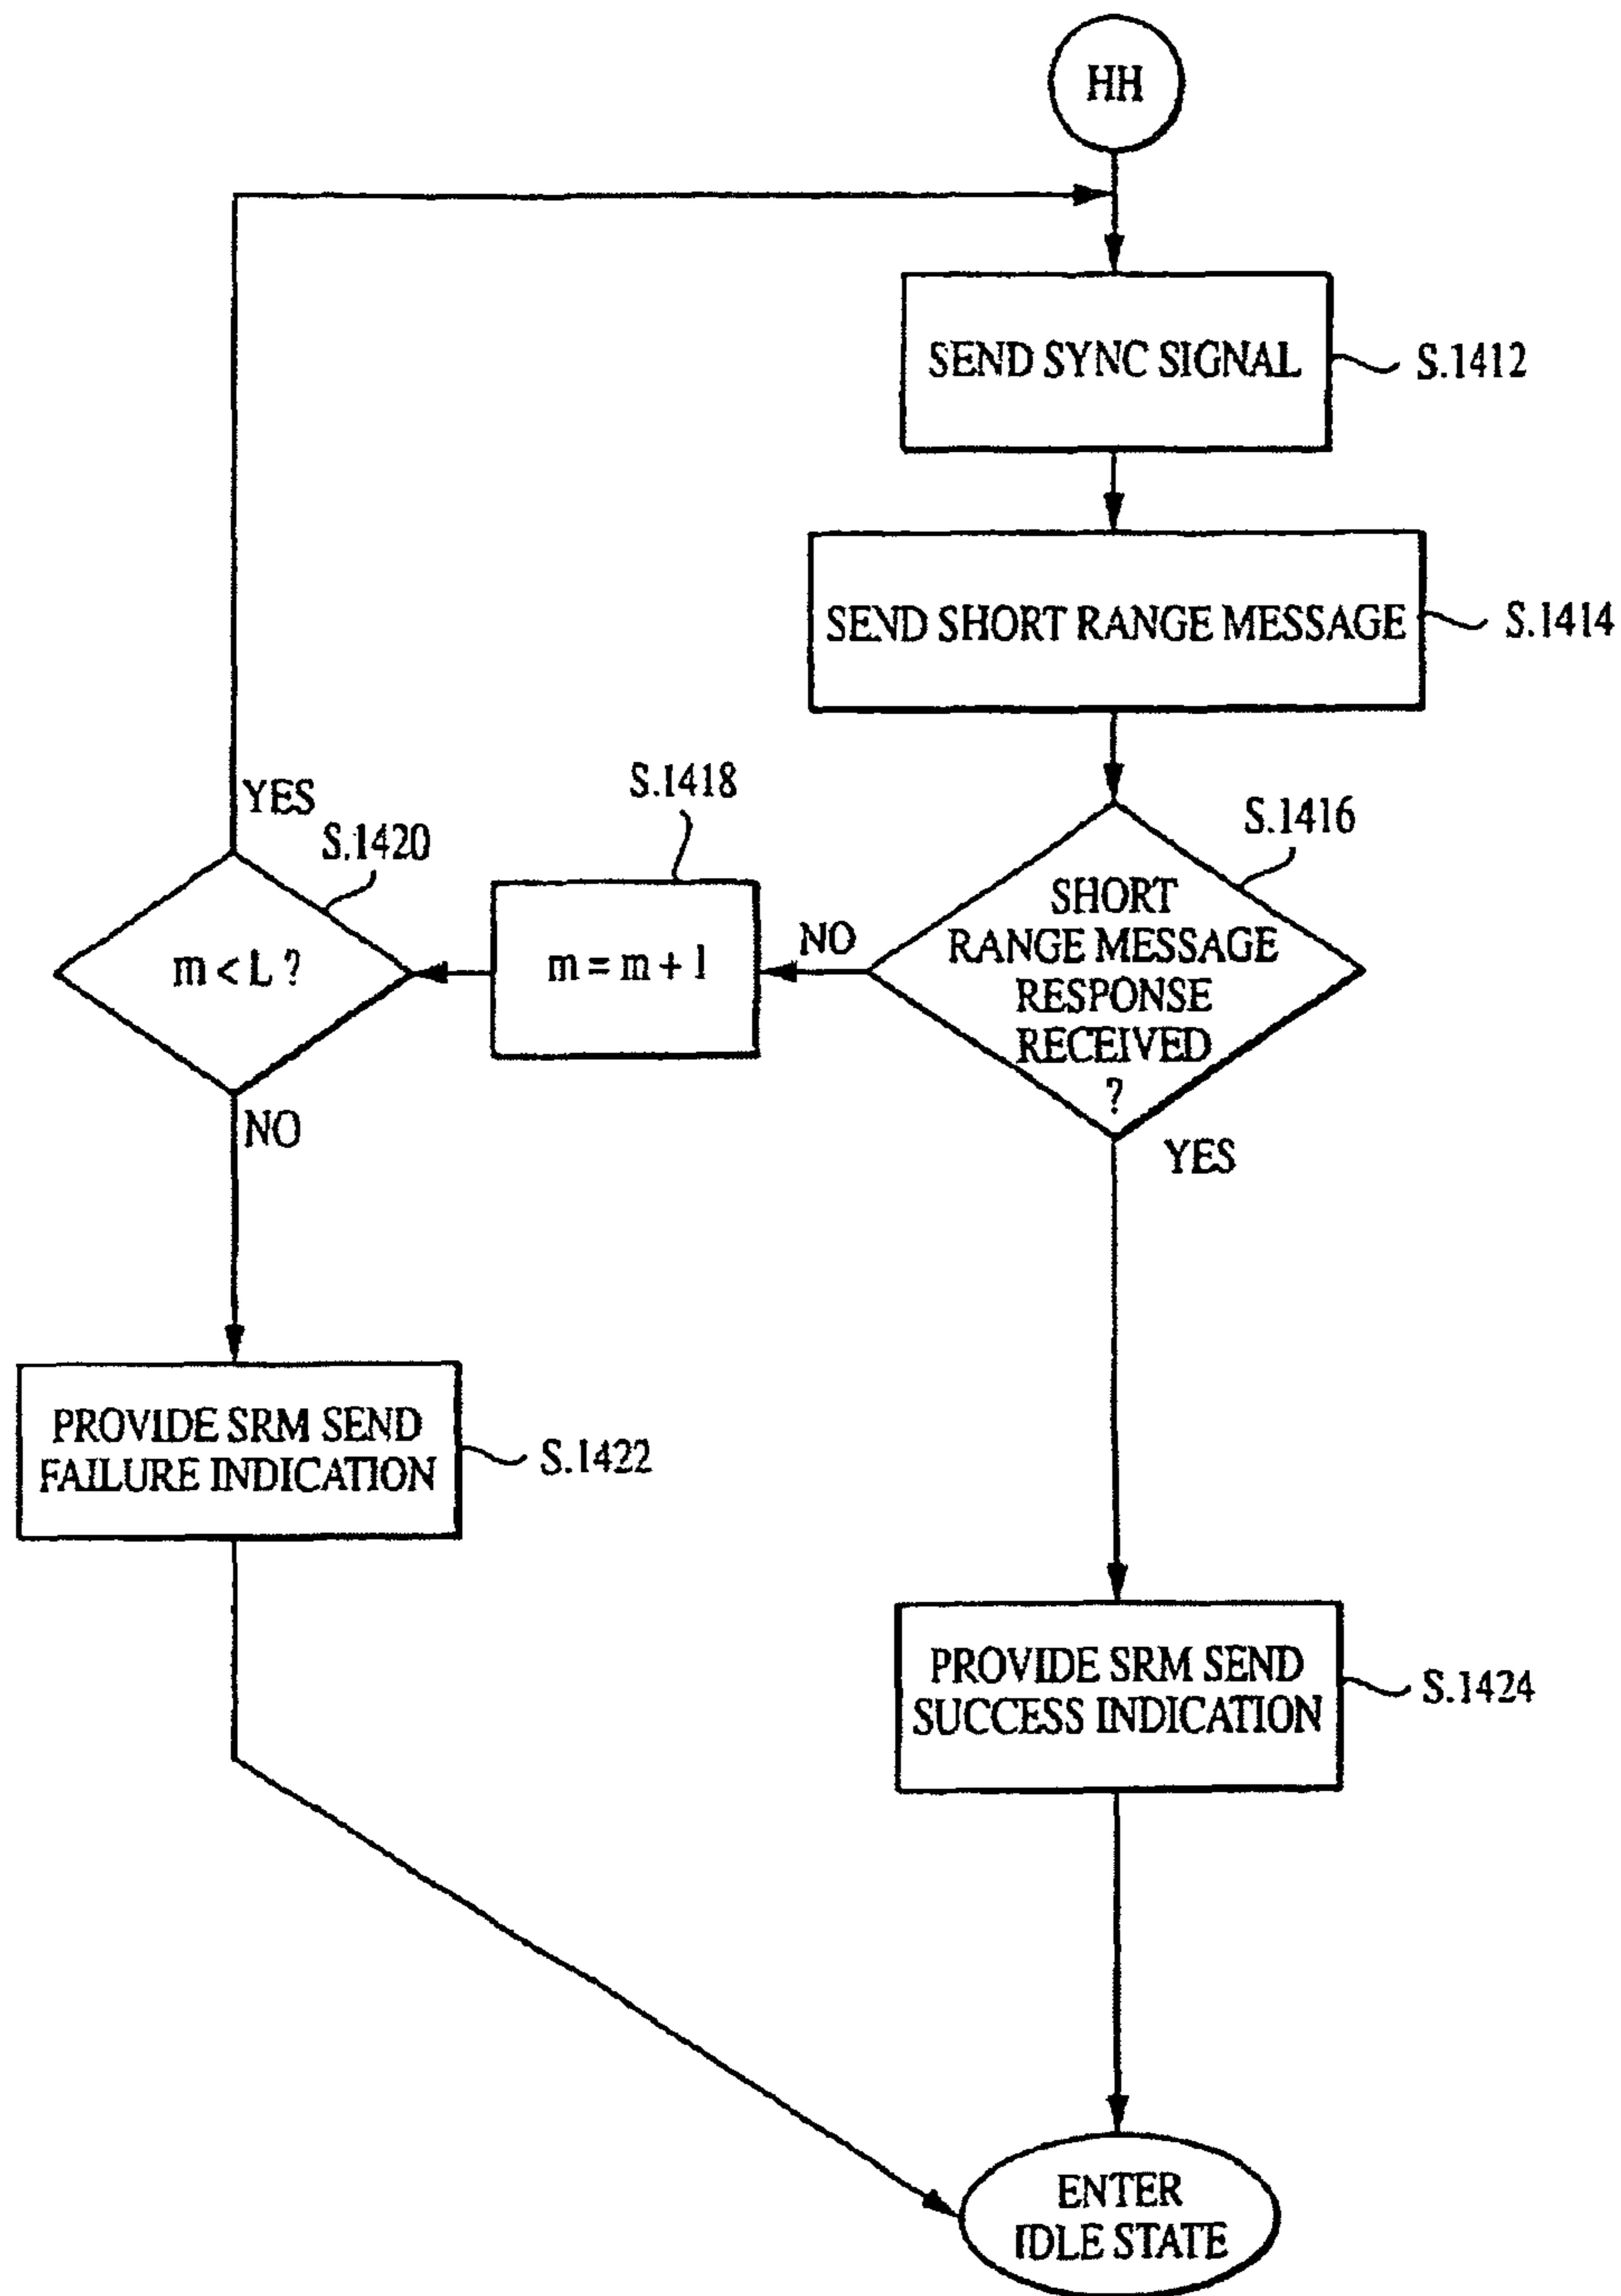 HH
SEND SYNC SIGNAL
S.1412
SEND SHORT RANGE MESSAGE
S.1414
S.1416
SHORT
RANGE MESSAGE
RESPONSE
RECEIVED
?
NO
YES
S.1418
m = m + 1
S.1420
m < L ?
YES
NO
PROVIDE SRM SEND
FAILURE INDICATION
S.1422
PROVIDE SRM SEND
SUCCESS INDICATION
S.1424
ENTER
IDLE STATE